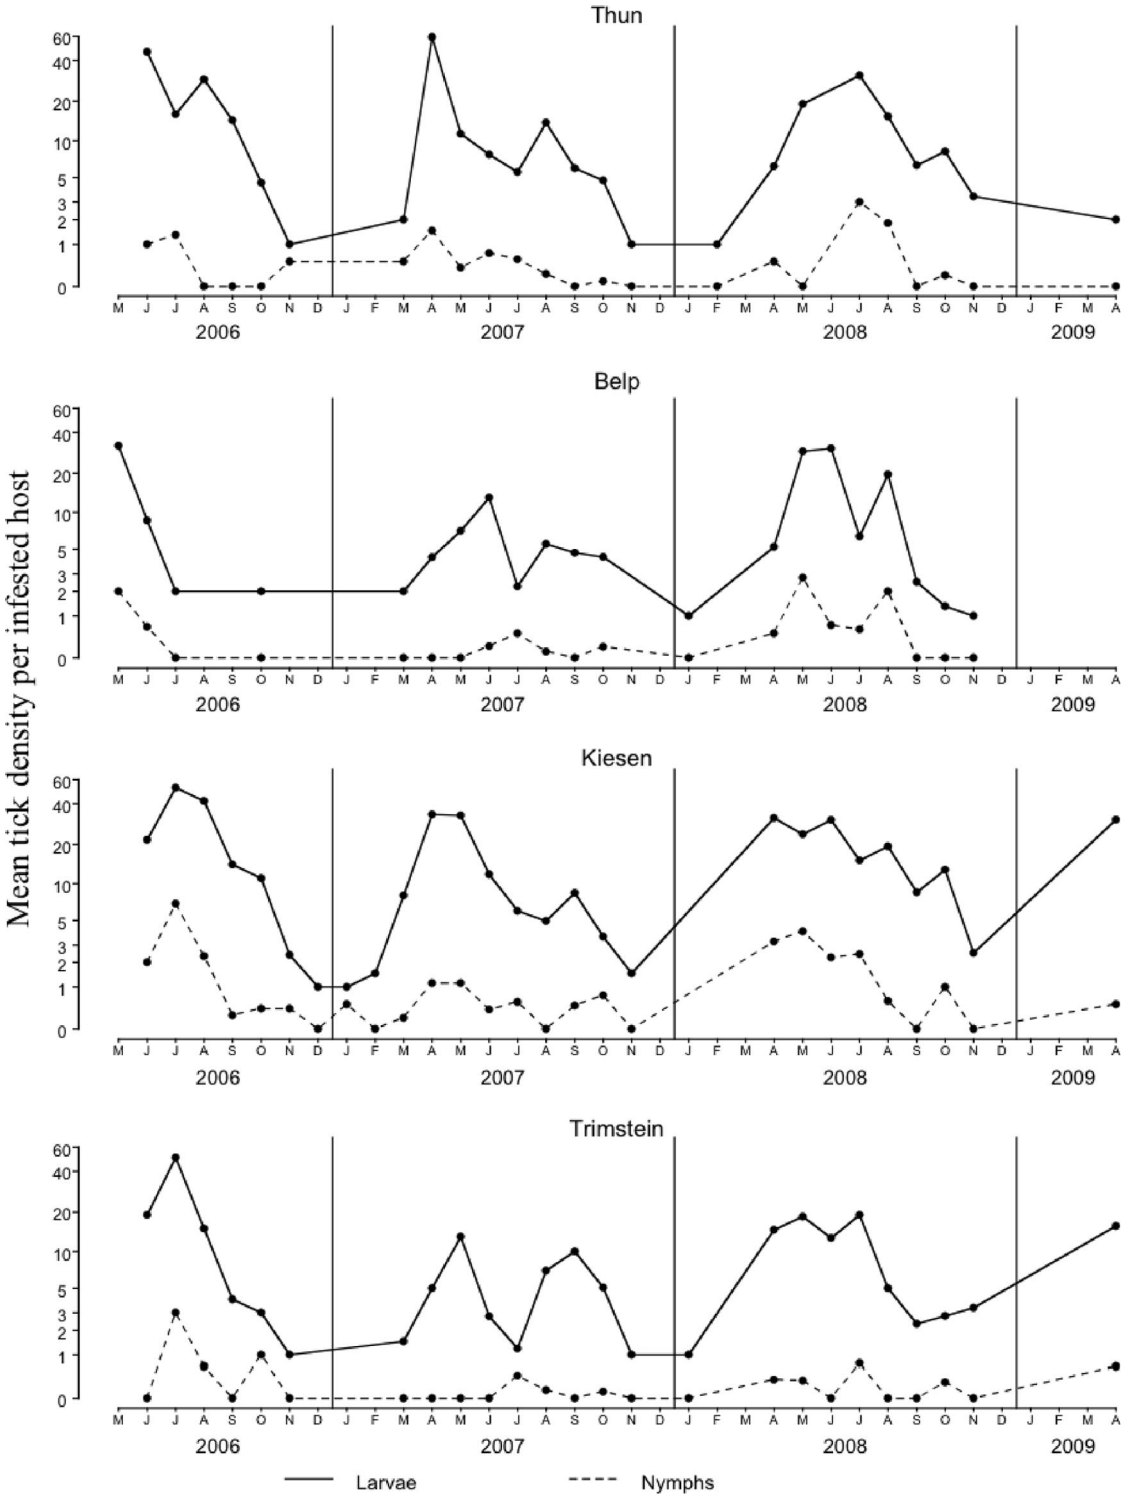 Thun
60
40
20
10
5
3
2
1
0
M J J A S O N D J F M A M J J A S O N D J F M A M J J A S O N D J F M A
2006 2007 2008 2009
Belp
60
40
20
10
5
3
2
1
0
M J J A S O N D J F M A M J J A S O N D J F M A M J J A S O N D J F M A
2006 2007 2008 2009
Mean tick density per infested host
Kiesen
60
40
20
10
5
3
2
1
0
M J J A S O N D J F M A M J J A S O N D J F M A M J J A S O N D J F M A
2006 2007 2008 2009
Trimstein
60
40
20
10
5
3
2
1
0
M J J A S O N D J F M A M J J A S O N D J F M A M J J A S O N D J F M A
2006 2007 2008 2009
Larvae Nymphs